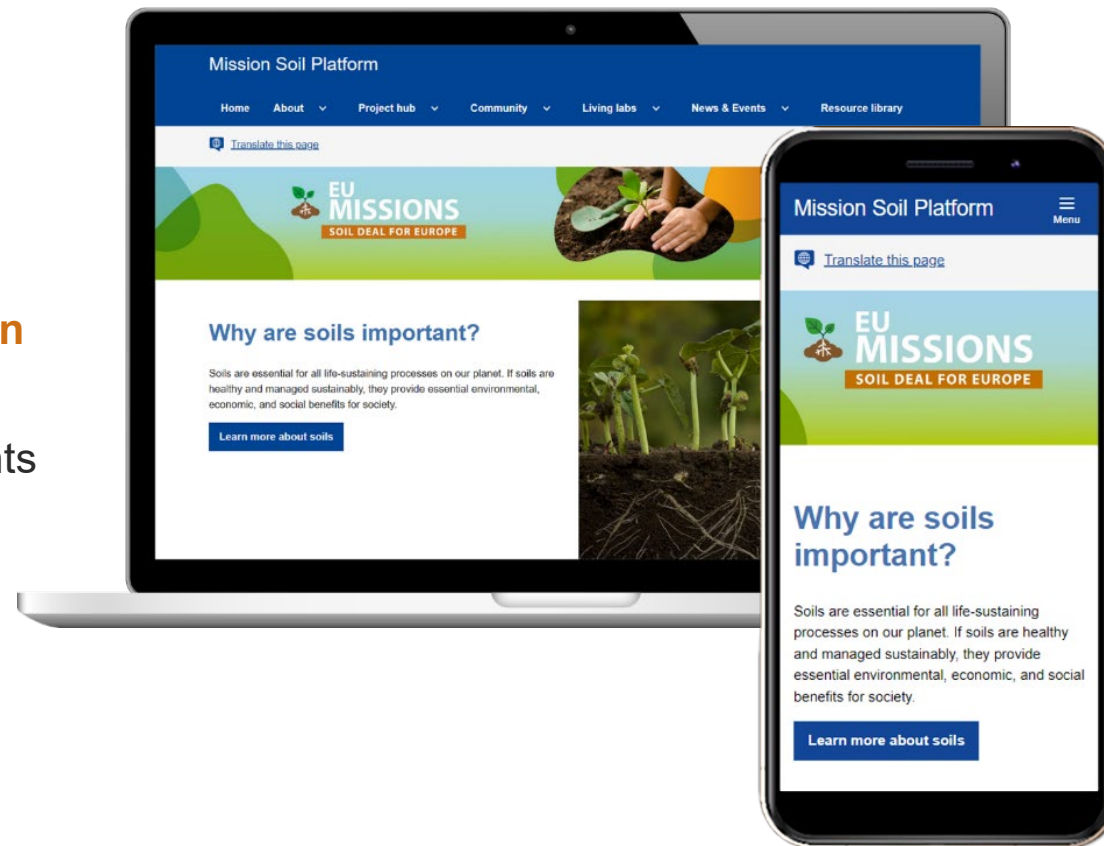 Mission Soil Platform
Home About Project hub Community Living labs News & Events Resource library
Translate this page
EU
MISSIONS
SOIL DEAL FOR EUROPE
Why are soils important?
Soils are essential for all life-sustaining processes on our planet. If soils are
healthy and managed sustainably, they provide essential environmental,
economic, and social benefits for society.
Learn more about soils
Mission Soil Platform
Menu
Translate this page
EU
MISSIONS
SOIL DEAL FOR EUROPE
Why are soils
important?
Soils are essential for all life-sustaining
processes on our planet. If soils are healthy
and managed sustainably, they provide
essential environmental, economic, and social
benefits for society.
Learn more about soils